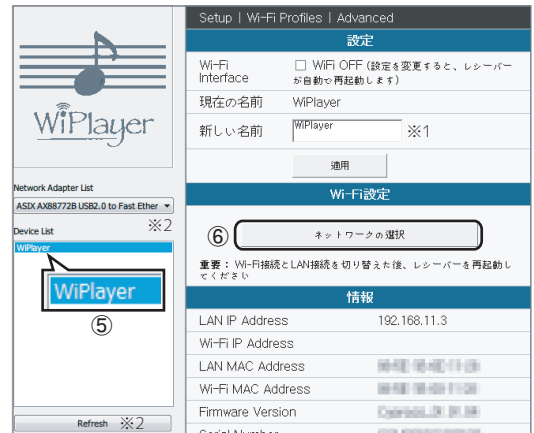 Setup | Wi-Fi Profiles | Advanced
設定
Wi-Fi Interface
□ WiFi OFF (設定を変更すると、レシーバー
が自動で再起動します)
現在の名前 WiPlayer
新しい名前 WiPlayer ※1
適用
WiPlayer
Network Adapter List
ASIX AX88772B USB2.0 to Fast Ether
※2
Device List
WiPlayer
WiPlayer
⑤
Refresh ※2
Wi-Fi設定
⑥ ネットワークの選択
重要： Wi-Fi接続とLAN接続を切り替えた後、レシーバーを再起動し
てください
情報
LAN IP Address 192.168.11.3
Wi-Fi IP Address
LAN MAC Address
Wi-Fi MAC Address
Firmware Version
Serial Number